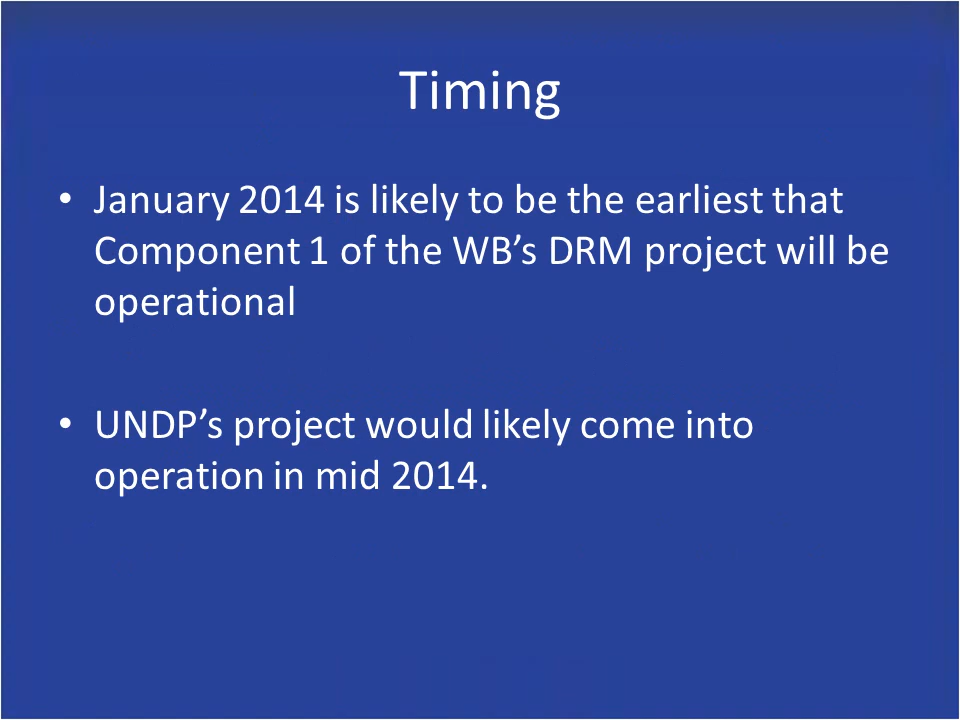 Timing
• January 2014 is likely to be the earliest that
Component 1 of the WB’s DRM project will be
operational
• UNDP’s project would likely come into
operation in mid 2014.